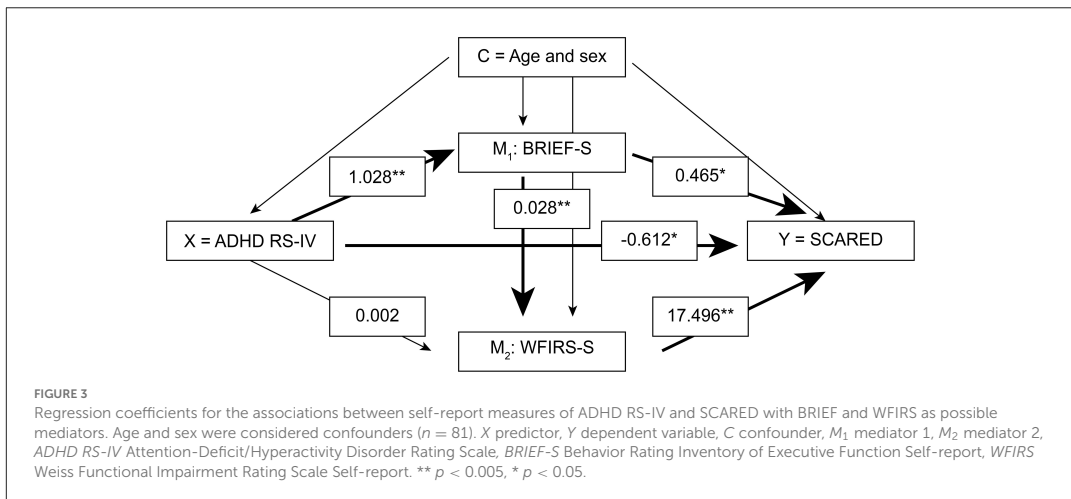 C = Age and sex
M₁: BRIEF-S
1.028**
0.465*
0.028**
X = ADHD RS-IV
-0.612*
Y = SCARED
0.002
17.496**
M₂: WFIRS-S
FIGURE 3
Regression coefficients for the associations between self-report measures of ADHD RS-IV and SCARED with BRIEF and WFIRS as possible
mediators. Age and sex were considered confounders (n = 81). X predictor, Y dependent variable, C confounder, M₁ mediator 1, M₂ mediator 2,
ADHD RS-IV Attention-Deficit/Hyperactivity Disorder Rating Scale, BRIEF-S Behavior Rating Inventory of Executive Function Self-report, WFIRS
Weiss Functional Impairment Rating Scale Self-report. ** p < 0.005, * p < 0.05.